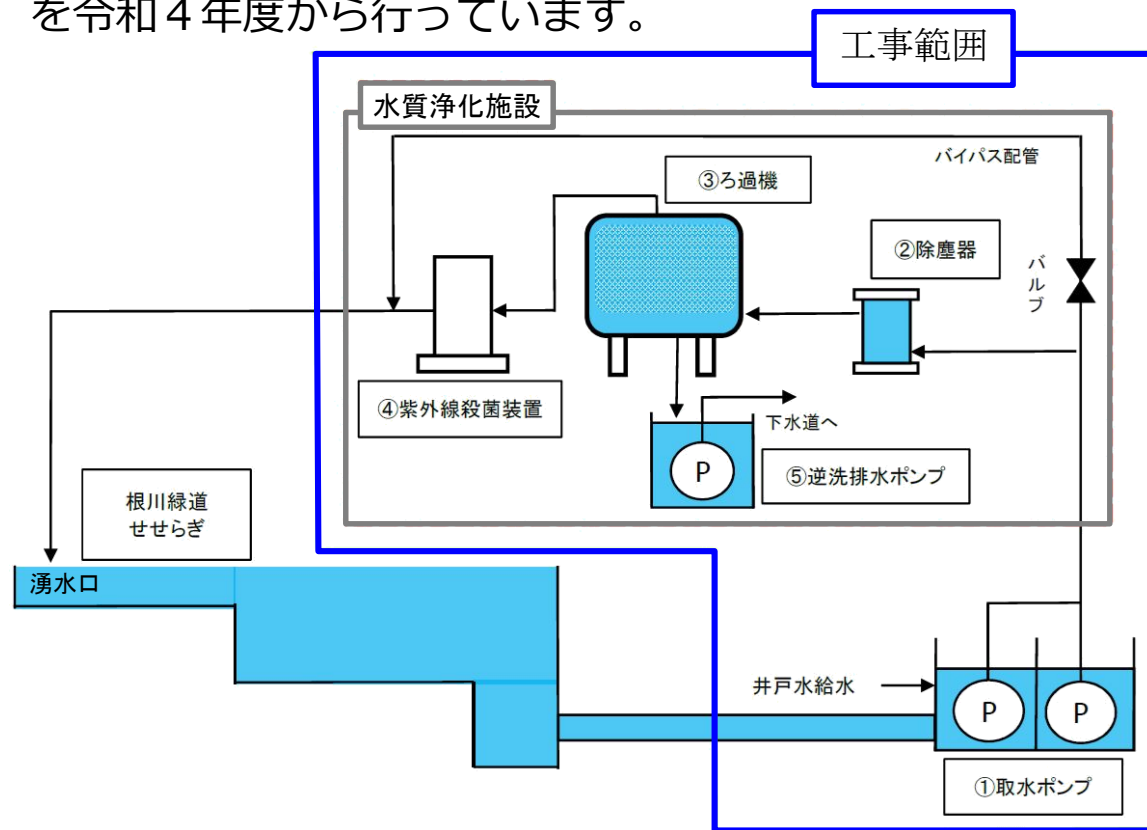 を令和４年度から行っています。
工事範囲
水質浄化施設
バイパス配管
③ろ過機
②除塵器
バルブ
④紫外線殺菌装置
下水道へ
P
⑤逆洗排水ポンプ
根川緑道
せせらぎ
湧水口
井戸水給水
P
P
①取水ポンプ